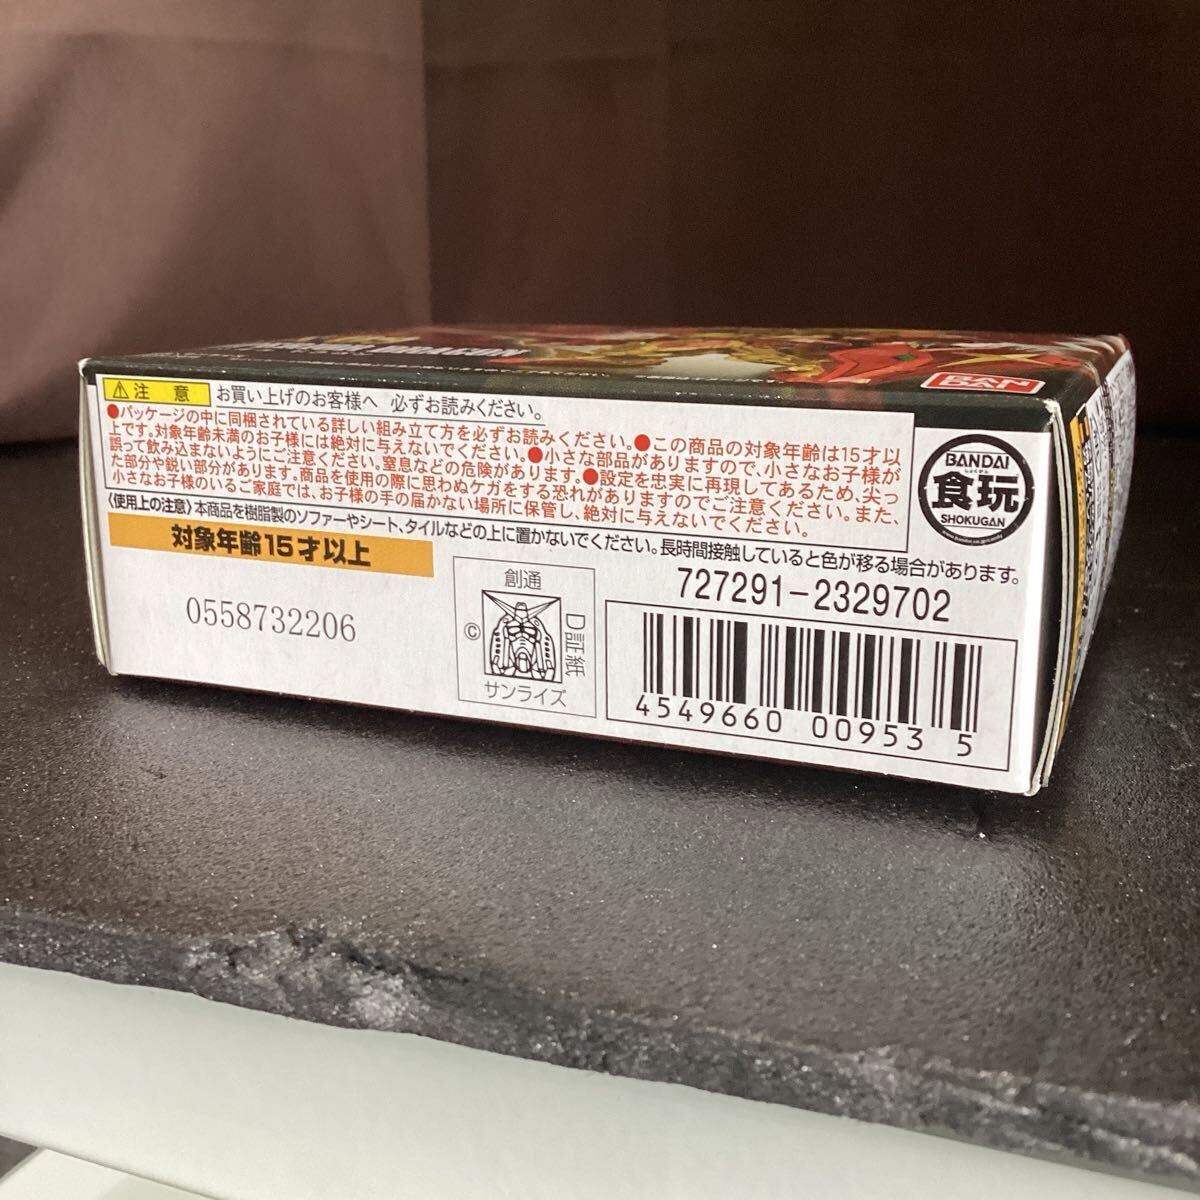 DRAGON
BAN
⚠注 意 お買い上げのお客様へ 必ずお読みください。
●パッケージの中に同梱されている詳しい組み立て方を必ずお読みください。●この商品の対象年齢は15才以
上です。対象年齢未満のお子様には絶対に与えないでください。●小さな部品がありますので、小さなお子様が
誤って飲み込まないようにご注意ください。窒息などの危険があります。●設定を忠実に再現してあるため、尖っ
た部分や鋭い部分があります。商品を使用の際に思わぬケガをする恐れがありますのでご注意ください。また、
小さなお子様のいるご家庭では、お子様の手の届かない場所に保管し、絶対に与えないでください。
〈使用上の注意〉本商品を樹脂製のソファーやシート、タイルなどの上に置かないでください。長時間接触していると色が移る場合があります。
BANDAI
しょくがん
食玩
SHOKUGAN
www.bandai.co.jp/candy
対象年齢15才以上
0558732206
創通
©
D証紙
サンライズ
727291-2329702
4549660 00953 5